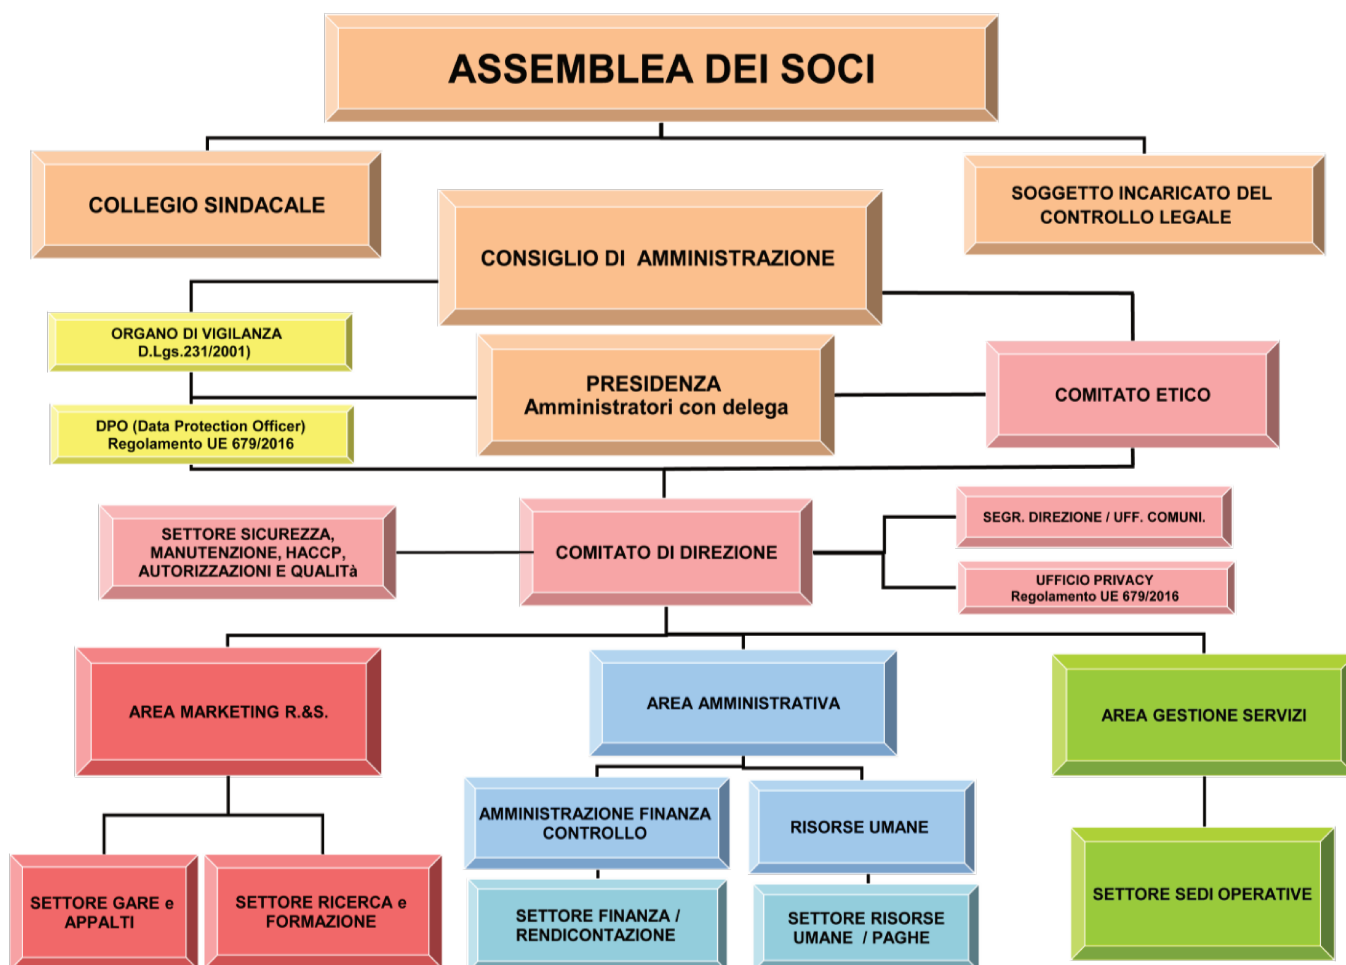 ASSEMBLEA DEI SOCI
COLLEGIO SINDACALE
SOGGETTO INCARICATO DEL
CONTROLLO LEGALE
CONSIGLIO DI AMMINISTRAZIONE
ORGANO DI VIGILANZA
D.Lgs.231/2001)
PRESIDENZA
Amministratori con delega
COMITATO ETICO
DPO (Data Protection Officer)
Regolamento UE 679/2016
SETTORE SICUREZZA,
MANUTENZIONE, HACCP,
AUTORIZZAZIONI E QUALITà
COMITATO DI DIREZIONE
SEGR. DIREZIONE / UFF. COMUNI.
UFFICIO PRIVACY
Regolamento UE 679/2016
AREA MARKETING R.&S.
AREA AMMINISTRATIVA
AREA GESTIONE SERVIZI
AMMINISTRAZIONE FINANZA
CONTROLLO
RISORSE UMANE
SETTORE GARE e
APPALTI
SETTORE RICERCA e
FORMAZIONE
SETTORE FINANZA /
RENDICONTAZIONE
SETTORE RISORSE
UMANE / PAGHE
SETTORE SEDI OPERATIVE